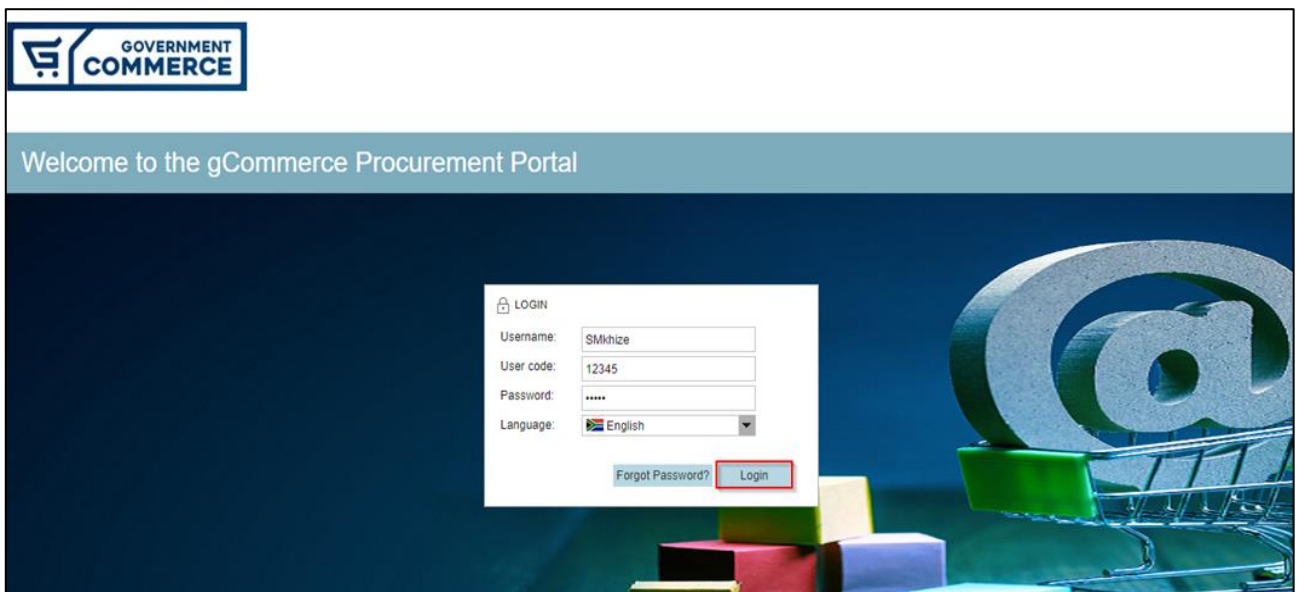 GOVERNMENT
COMMERCE
Welcome to the gCommerce Procurement Portal
LOGIN
Username: SMkhize
User code: 12345
Password: •••••
Language: English
Forgot Password? Login